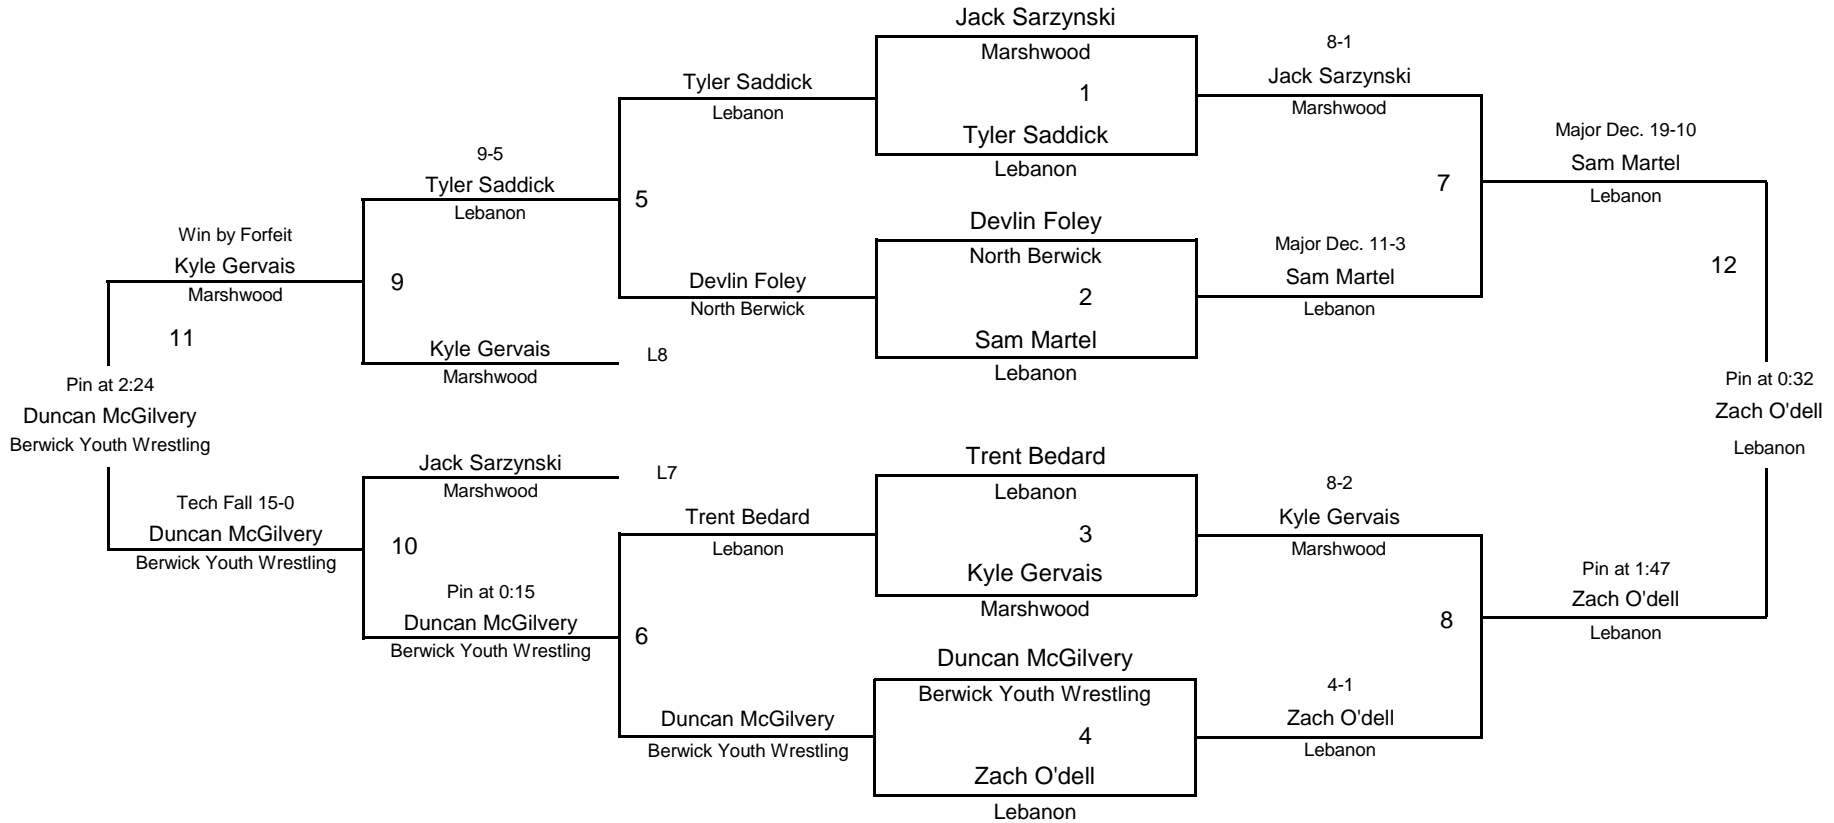 Jack Sarzynski
Marshwood
1
Tyler Saddick
Lebanon
Devlin Foley
North Berwick
2
Sam Martel
Lebanon
Trent Bedard
Lebanon
3
Kyle Gervais
Marshwood
Duncan McGilvery
Berwick Youth Wrestling
4
Zach O'dell
Lebanon
8-1
Jack Sarzynski
Marshwood
7
Major Dec. 11-3
Sam Martel
Lebanon
8-2
Kyle Gervais
Marshwood
8
4-1
Zach O'dell
Lebanon
Major Dec. 19-10
Sam Martel
Lebanon
12
Pin at 1:47
Zach O'dell
Lebanon
Pin at 0:32
Zach O'dell
Lebanon
Tyler Saddick
Lebanon
5
Devlin Foley
North Berwick
Trent Bedard
Lebanon
6
Duncan McGilvery
Berwick Youth Wrestling
9-5
Tyler Saddick
Lebanon
9
Kyle Gervais
Marshwood
L8
Jack Sarzynski
Marshwood
L7
10
Pin at 0:15
Duncan McGilvery
Berwick Youth Wrestling
Win by Forfeit
Kyle Gervais
Marshwood
11
Tech Fall 15-0
Duncan McGilvery
Berwick Youth Wrestling
Pin at 2:24
Duncan McGilvery
Berwick Youth Wrestling